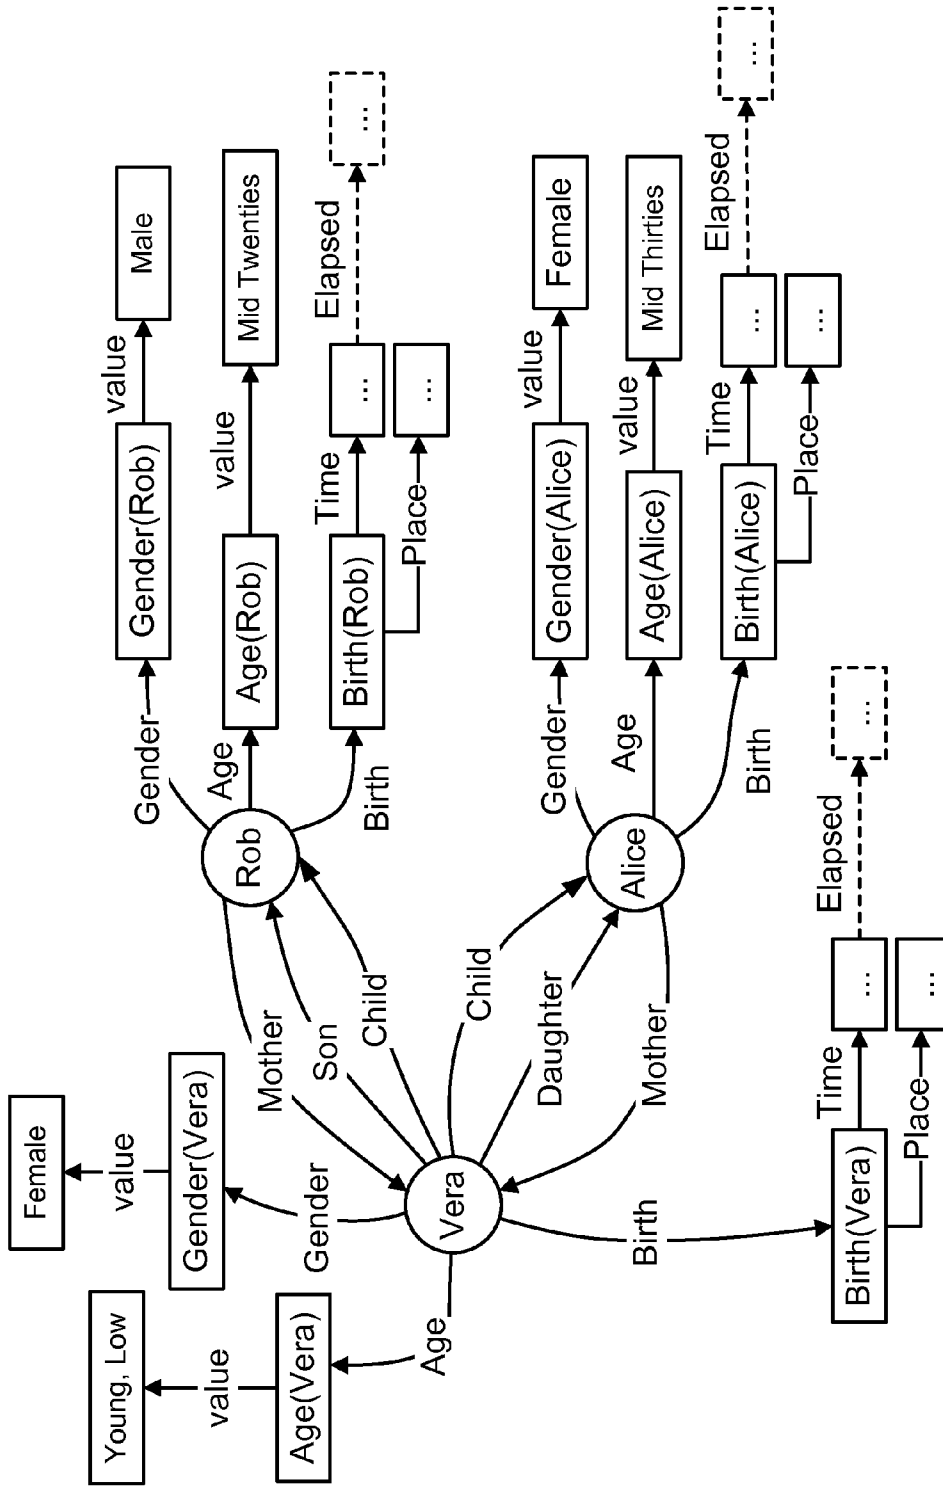 Female
Young, Low
value
Gender
Gender(Rob)
value
Male
value
Gender(Vera)
Age
Age(Rob)
value
Mid Twenties
Rob
Mother
Age(Vera)
Gender
Son
Birth
Birth(Rob)
Time
...
Elapsed
...
Child
Place
...
Age
Vera
Child
Gender
Gender(Alice)
value
Female
Daughter
Alice
Age
Age(Alice)
value
Mid Thirties
Birth
Mother
Birth
Birth(Alice)
Time
...
Elapsed
...
Place
...
Birth(Vera)
Time
...
Elapsed
...
Place
...